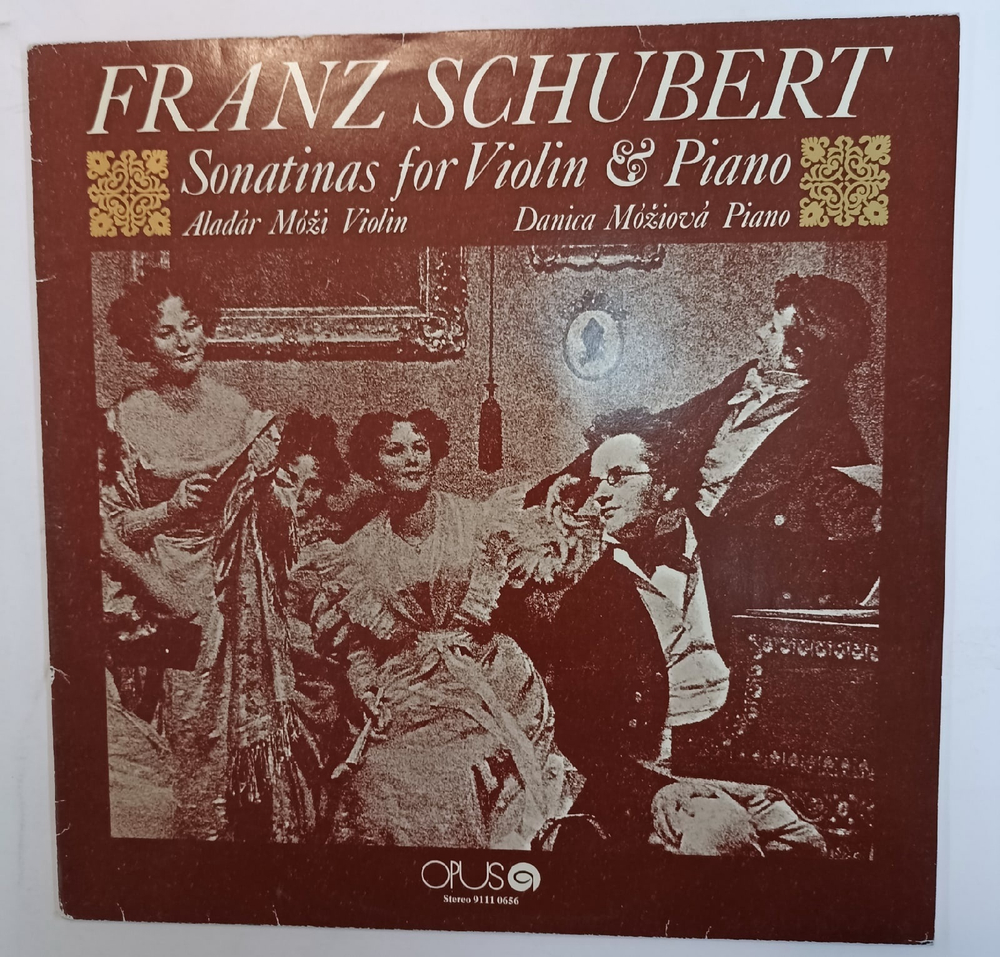 FRANZ SCHUBERT
Sonatinas for Violin & Piano
Aladár Móži Violin Danica Móžiová Piano
OPUS
Stereo 9111 0656